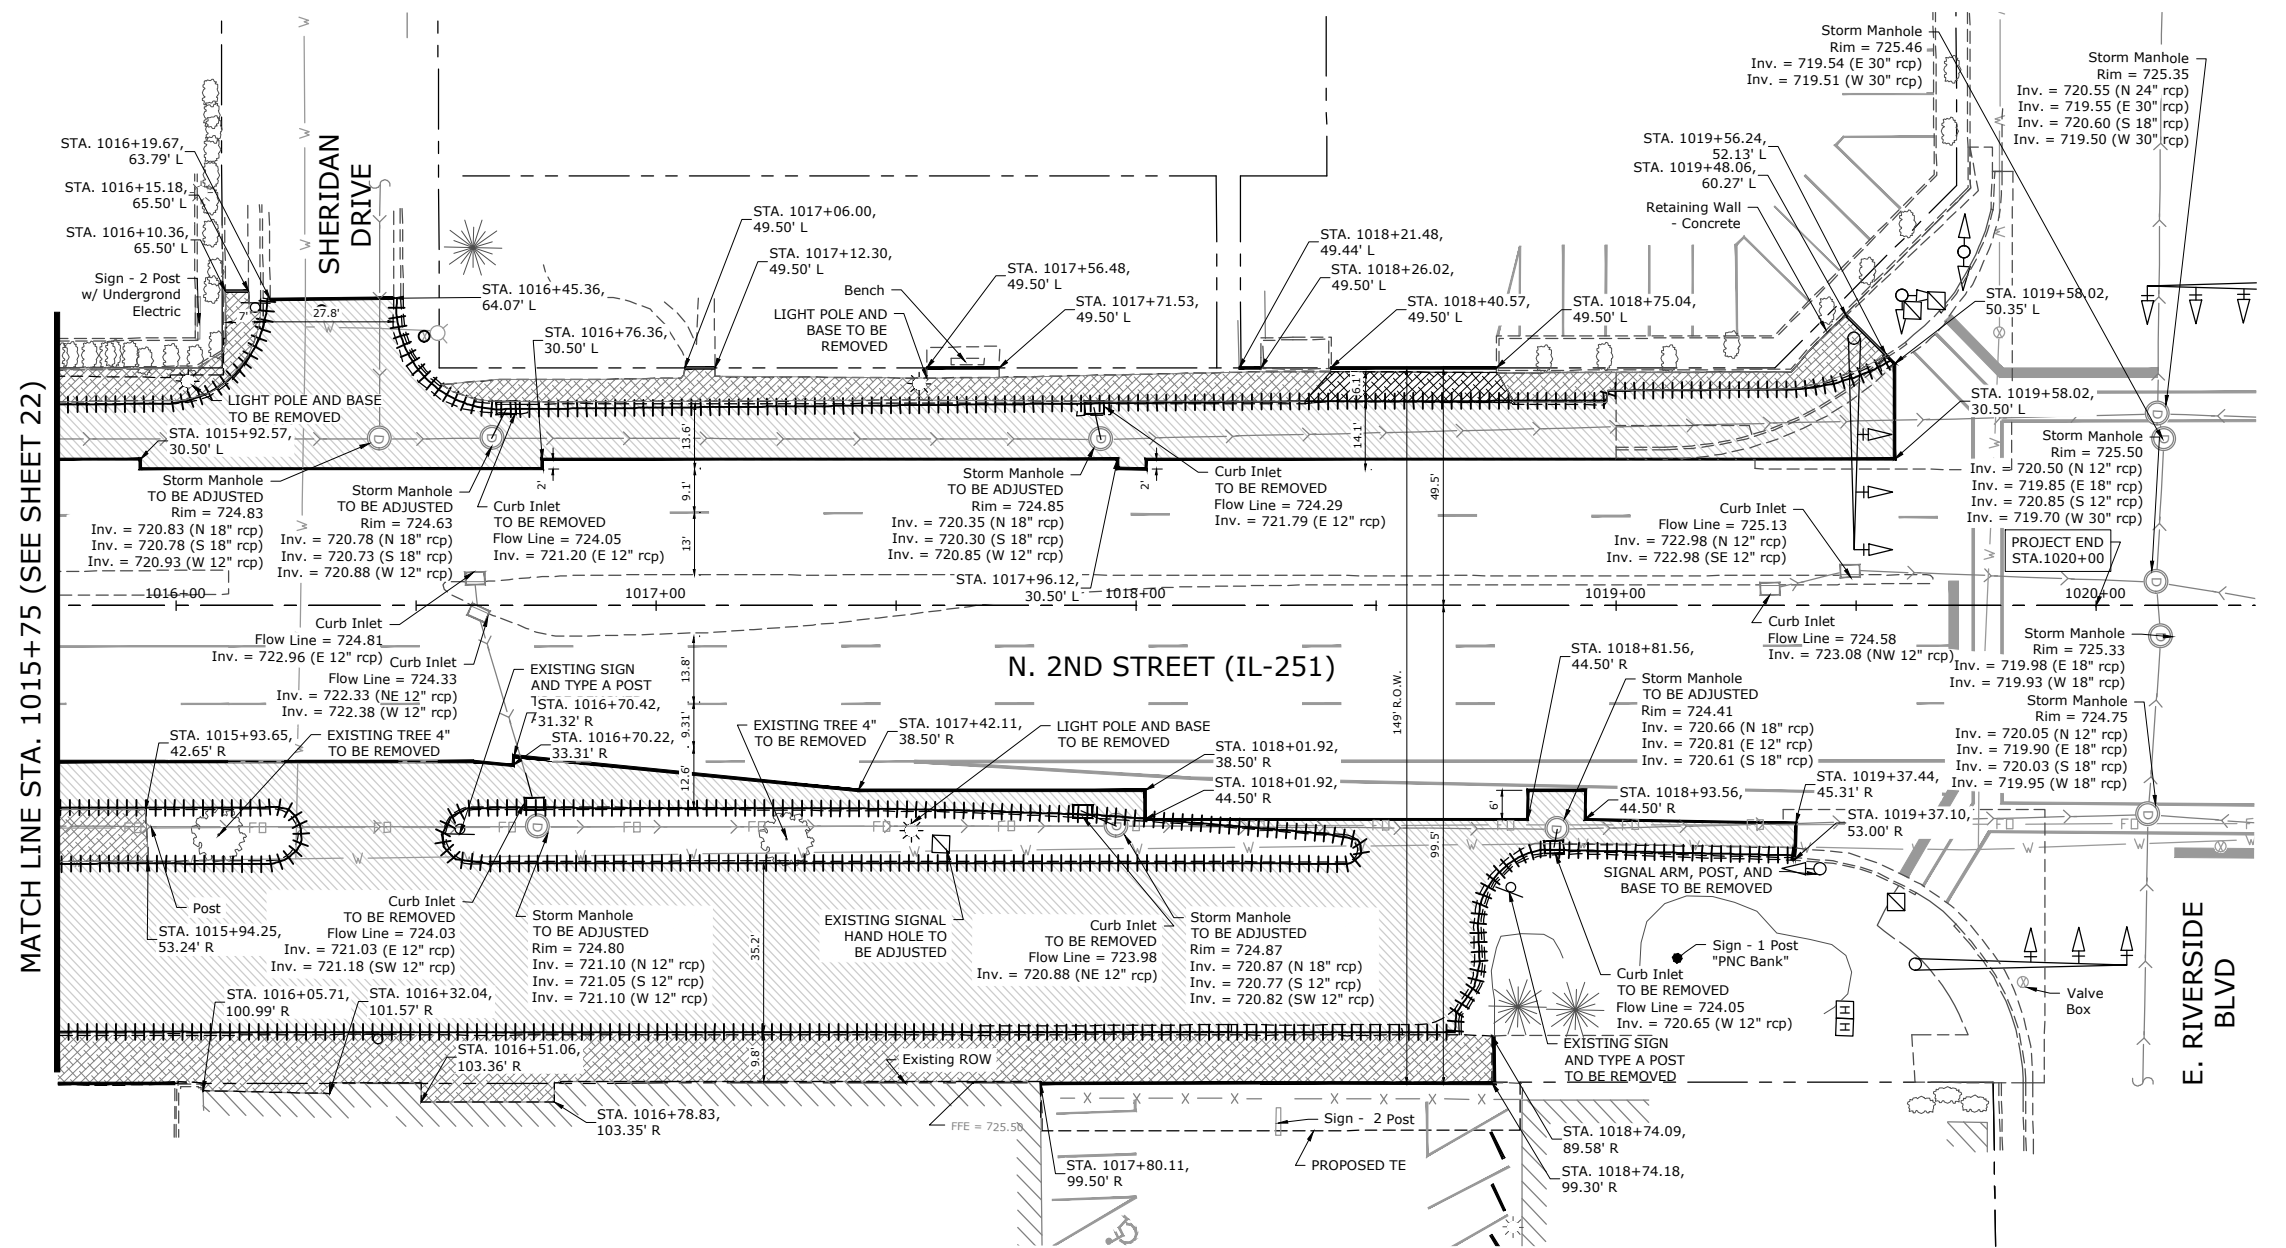 Storm Manhole
Rim = 725.46
Inv. = 719.54 (E 30" rcp)
Inv. = 719.51 (W 30" rcp)
Storm Manhole
Rim = 725.35
Inv. = 720.55 (N 24" rcp)
Inv. = 719.55 (E 30" rcp)
Inv. = 720.60 (S 18" rcp)
Inv. = 719.50 (W 30" rcp)
STA. 1016+19.67,
63.79' L
STA. 1016+15.18,
65.50' L
STA. 1016+10.36,
65.50' L
Sign - 2 Post
w/ Undergrond
Electric
SHERIDAN
DRIVE
7'
27.8'
STA. 1016+45.36,
64.07' L
STA. 1016+76.36,
30.50' L
STA. 1017+06.00,
49.50' L
STA. 1017+12.30,
49.50' L
Bench
LIGHT POLE AND
BASE TO BE
REMOVED
STA. 1017+56.48,
49.50' L
STA. 1017+71.53,
49.50' L
STA. 1018+21.48,
49.44' L
STA. 1018+26.02,
49.50' L
STA. 1018+40.57,
49.50' L
STA. 1018+75.04,
49.50' L
STA. 1019+56.24,
52.13' L
STA. 1019+48.06,
60.27' L
Retaining Wall
- Concrete
STA. 1019+58.02,
50.35' L
STA. 1019+58.02,
30.50' L
LIGHT POLE AND BASE
TO BE REMOVED
STA. 1015+92.57,
30.50' L
Storm Manhole
TO BE ADJUSTED
Rim = 724.83
Inv. = 720.83 (N 18" rcp)
Inv. = 720.78 (S 18" rcp)
Inv. = 720.93 (W 12" rcp)
Storm Manhole
TO BE ADJUSTED
Rim = 724.63
Inv. = 720.78 (N 18" rcp)
Inv. = 720.73 (S 18" rcp)
Inv. = 720.88 (W 12" rcp)
Curb Inlet
TO BE REMOVED
Flow Line = 724.05
Inv. = 721.20 (E 12" rcp)
2'
13.6'
9.1'
13'
Storm Manhole
TO BE ADJUSTED
Rim = 724.85
Inv. = 720.35 (N 18" rcp)
Inv. = 720.30 (S 18" rcp)
Inv. = 720.85 (W 12" rcp)
STA. 1017+96.12,
30.50' L
2'
Curb Inlet
TO BE REMOVED
Flow Line = 724.29
Inv. = 721.79 (E 12" rcp)
6.1'
14.1'
49.5'
Curb Inlet
Flow Line = 725.13
Inv. = 722.98 (N 12" rcp)
Inv. = 722.98 (SE 12" rcp)
Storm Manhole
Rim = 725.50
Inv. = 720.50 (N 12" rcp)
Inv. = 719.85 (E 18" rcp)
Inv. = 720.85 (S 12" rcp)
Inv. = 719.70 (W 30" rcp)
PROJECT END
STA.1020+00
MATCH LINE STA. 1015+75 (SEE SHEET 22)
1016+00
1017+00
1018+00
1019+00
1020+00
Curb Inlet
Flow Line = 724.81
Inv. = 722.96 (E 12" rcp)
Curb Inlet
Flow Line = 724.33
Inv. = 722.33 (NE 12" rcp)
Inv. = 722.38 (W 12" rcp)
EXISTING SIGN
AND TYPE A POST
STA. 1016+70.42,
31.32' R
STA. 1016+70.22,
33.31' R
13.8'
9.31'
12.6'
N. 2ND STREET (IL-251)
149' R.O.W.
99.5'
Curb Inlet
Flow Line = 724.58
Inv. = 723.08 (NW 12" rcp)
Storm Manhole
Rim = 725.33
Inv. = 719.98 (E 18" rcp)
Inv. = 719.93 (W 18" rcp)
Storm Manhole
Rim = 724.75
Inv. = 720.05 (N 12" rcp)
Inv. = 719.90 (E 18" rcp)
Inv. = 720.03 (S 18" rcp)
Inv. = 719.95 (W 18" rcp)
STA. 1015+93.65,
42.65' R
EXISTING TREE 4"
TO BE REMOVED
EXISTING TREE 4"
TO BE REMOVED
STA. 1017+42.11,
38.50' R
LIGHT POLE AND BASE
TO BE REMOVED
STA. 1018+01.92,
38.50' R
STA. 1018+01.92,
44.50' R
STA. 1018+81.56,
44.50' R
Storm Manhole
TO BE ADJUSTED
Rim = 724.41
Inv. = 720.66 (N 18" rcp)
Inv. = 720.81 (E 12" rcp)
Inv. = 720.61 (S 18" rcp)
6'
STA. 1018+93.56,
44.50' R
STA. 1019+37.44,
45.31' R
STA. 1019+37.10,
53.00' R
SIGNAL ARM, POST, AND
BASE TO BE REMOVED
Post
STA. 1015+94.25,
53.24' R
Curb Inlet
TO BE REMOVED
Flow Line = 724.03
Inv. = 721.03 (E 12" rcp)
Inv. = 721.18 (SW 12" rcp)
Storm Manhole
TO BE ADJUSTED
Rim = 724.80
Inv. = 721.10 (N 12" rcp)
Inv. = 721.05 (S 12" rcp)
Inv. = 721.10 (W 12" rcp)
35.2'
EXISTING SIGNAL
HAND HOLE TO
BE ADJUSTED
Curb Inlet
TO BE REMOVED
Flow Line = 723.98
Inv. = 720.88 (NE 12" rcp)
Storm Manhole
TO BE ADJUSTED
Rim = 724.87
Inv. = 720.87 (N 18" rcp)
Inv. = 720.77 (S 12" rcp)
Inv. = 720.82 (SW 12" rcp)
Sign - 1 Post
"PNC Bank"
Curb Inlet
TO BE REMOVED
Flow Line = 724.05
Inv. = 720.65 (W 12" rcp)
H
H
Valve
Box
E. RIVERSIDE
BLVD
STA. 1016+05.71,
100.99' R
STA. 1016+32.04,
101.57' R
STA. 1016+51.06,
103.36' R
STA. 1016+78.83,
103.35' R
9.8'
Existing ROW
FFE = 725.50
EXISTING SIGN
AND TYPE A POST
TO BE REMOVED
Sign - 2 Post
PROPOSED TE
STA. 1017+80.11,
99.50' R
STA. 1018+74.09,
89.58' R
STA. 1018+74.18,
99.30' R